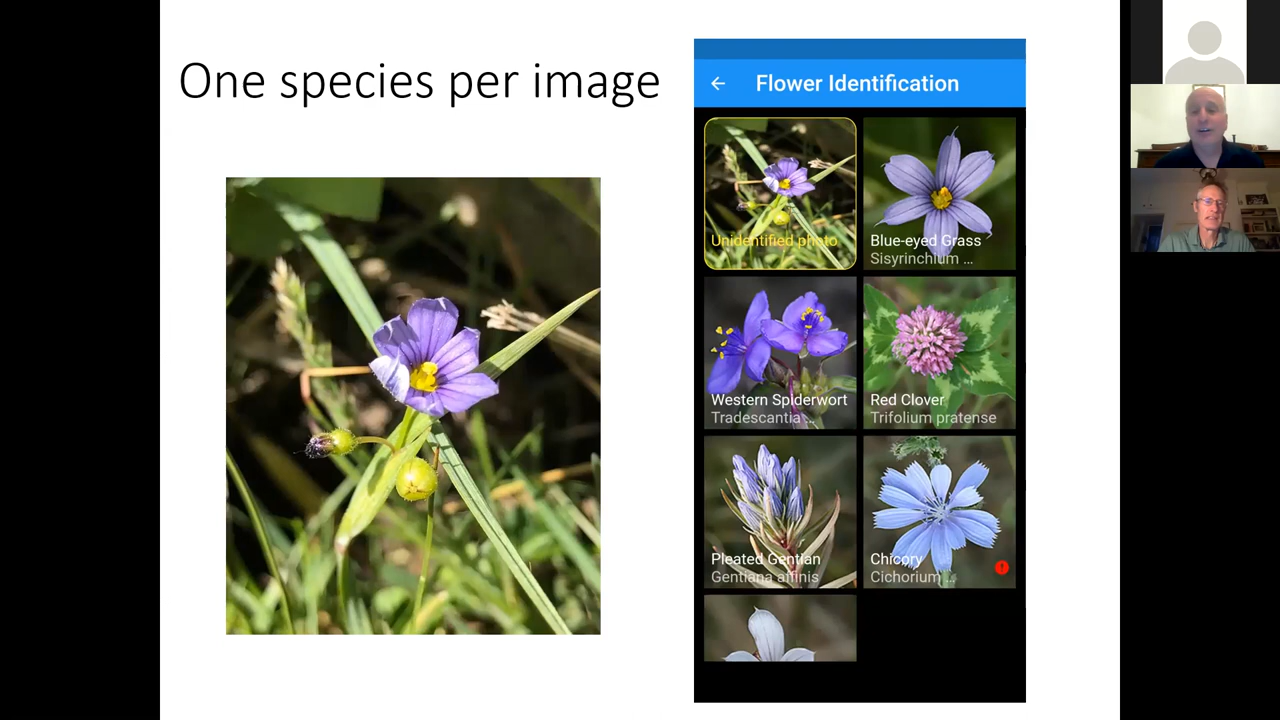 One species per image
Flower Identification
Unidentified photo
Blue-eyed Grass
Sisyrinchium ...
Western Spiderwort
Tradescantia ...
Red Clover
Trifolium pratense
Pleated Gentian
Gentiana affinis
Chicory
Cichorium ...
!